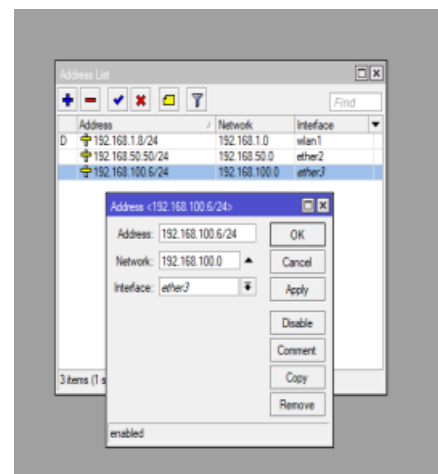 Address List
Find
Address / Network Interface
D 192.168.1.8/24 192.168.1.0 wlan1
192.168.50.50/24 192.168.50.0 ether2
192.168.100.6/24 192.168.100.0 ether3
Address <192.168.100.6/24>
Address: 192.168.100.6/24 OK
Network: 192.168.100.0 Cancel
Interface: ether3 Apply
Disable
Comment
Copy
3 items (1 s
Remove
enabled